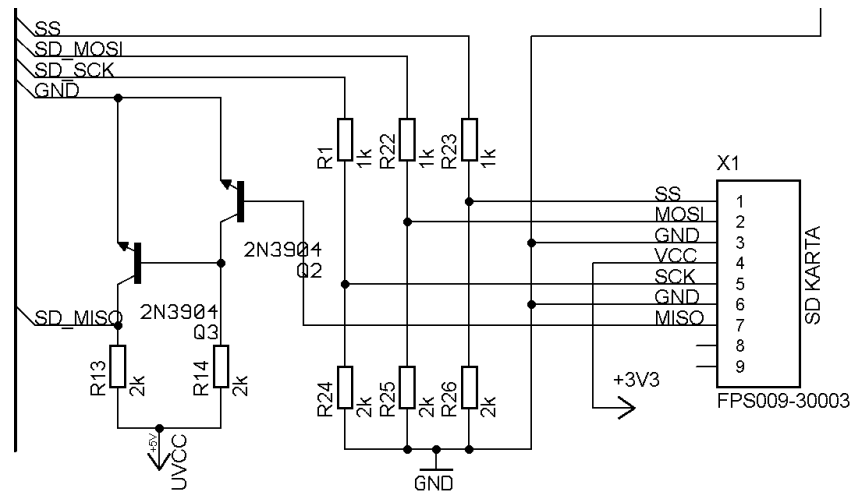 SS
SD_MOSI
SD_SCK
GND
R1
1k
R22
1k
R23
1k
X1
SS
1
MOSI
2
GND
3
VCC
4
SCK
5
GND
6
MISO
7
8
9
SD KARTA
FPS009-30003
2N3904
Q2
2N3904
Q3
SD_MISO
R13
2k
R14
2k
R24
2k
R25
2k
R26
2k
+3V3
+5V
UVCC
GND